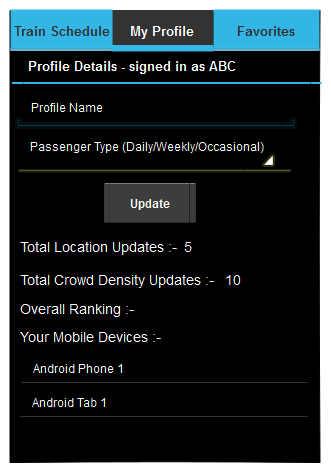 Train Schedule My Profile Favorites
Profile Details - signed in as ABC
Profile Name
Passenger Type (Daily/Weekly/Occasional)
Update
Total Location Updates :- 5
Total Crowd Density Updates :- 10
Overall Ranking :-
Your Mobile Devices :-
Android Phone 1
Android Tab 1